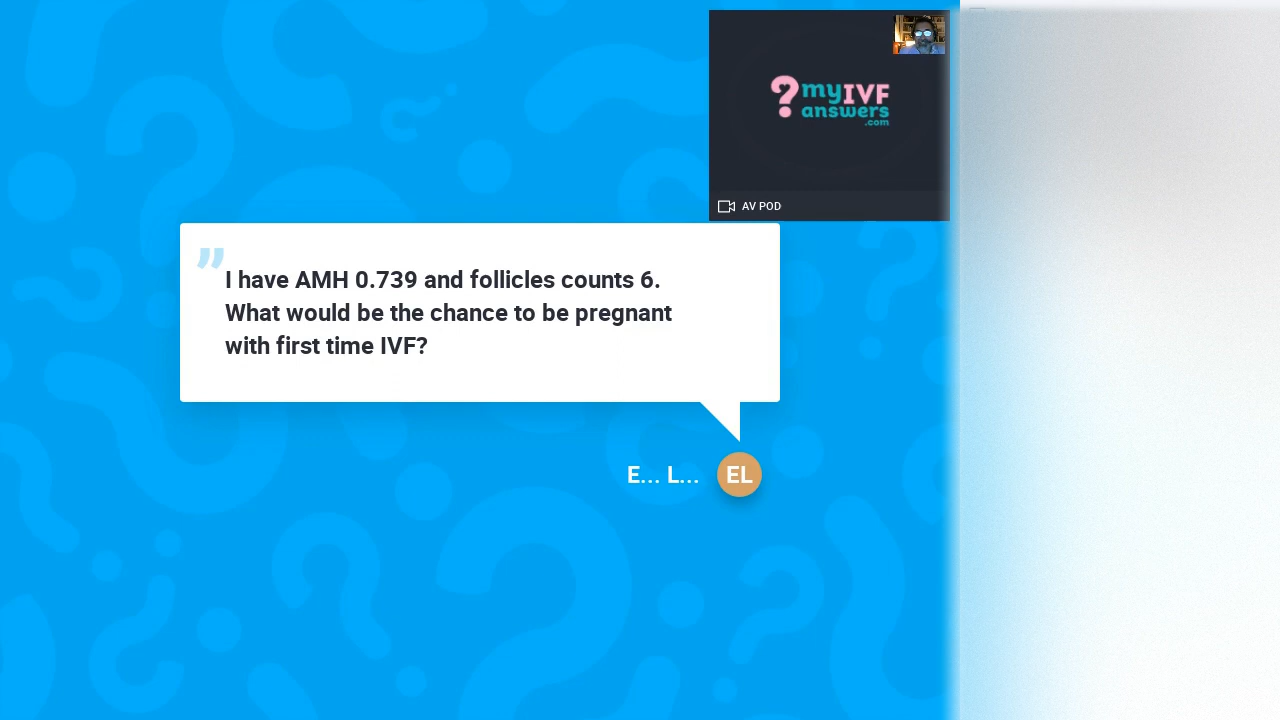 ?myIVF
answers
.com
AV POD
”
I have AMH 0.739 and follicles counts 6.
What would be the chance to be pregnant
with first time IVF?
E... L...
EL